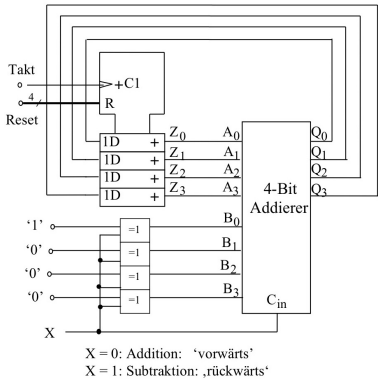 Takt
+C1
4
R
Reset
1D +
1D +
1D +
1D +
Z0 A0 Q0
Z1 A1 Q1
Z2 A2 Q2
Z3 A3 Q3
4-Bit
Addierer
'1' =1 B0
'0' =1 B1
'0' =1 B2
'0' =1 B3
Cin
X
X = 0: Addition: 'vorwärts'
X = 1: Subtraktion: ‚rückwärts'